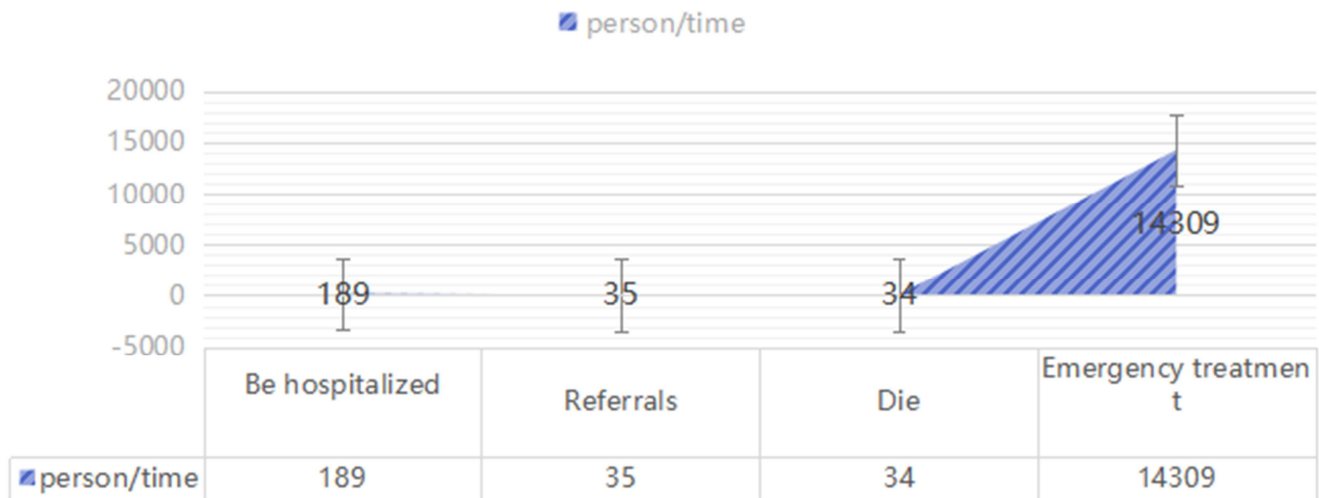 person/time
20000
15000
10000
5000
0
-5000
189
35
34
14309
Be hospitalized
Referrals
Die
Emergency treatmen
t
person/time 189 35 34 14309